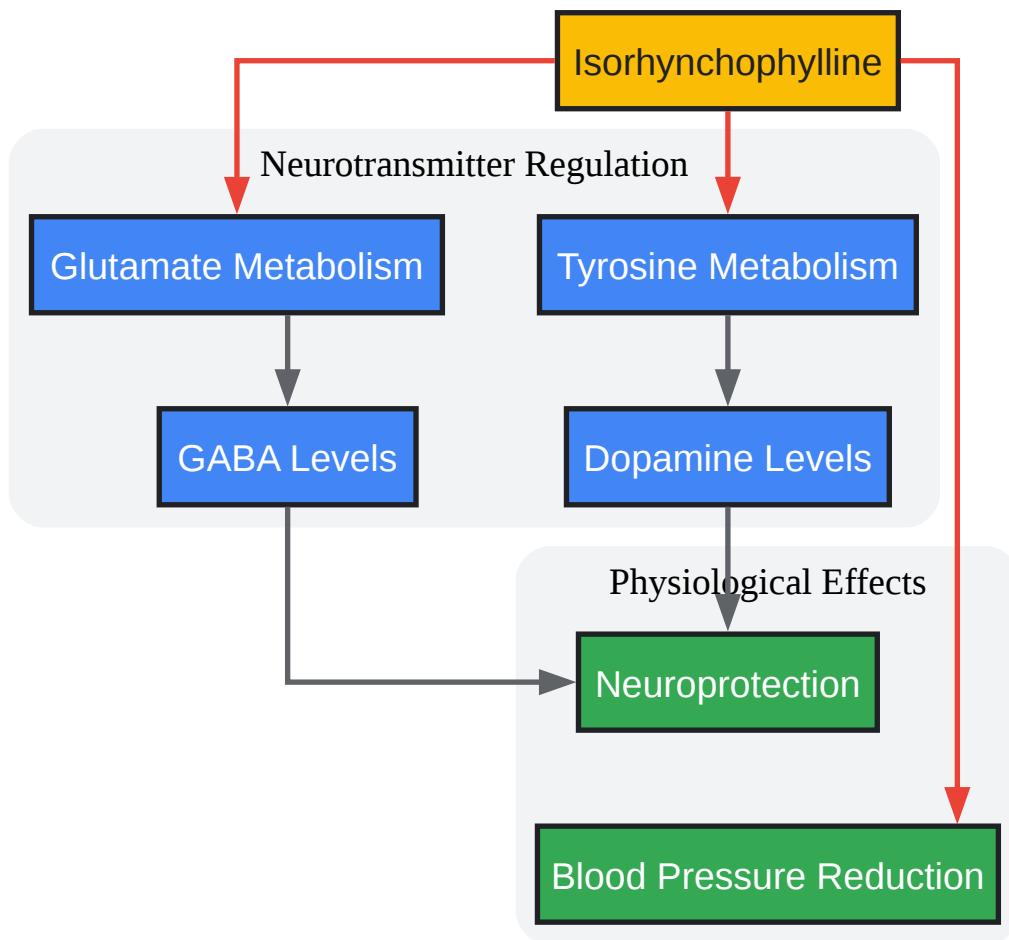 Isorhynchophylline
Neurotransmitter Regulation
Glutamate Metabolism
Tyrosine Metabolism
GABA Levels
Dopamine Levels
Physiological Effects
Neuroprotection
Blood Pressure Reduction